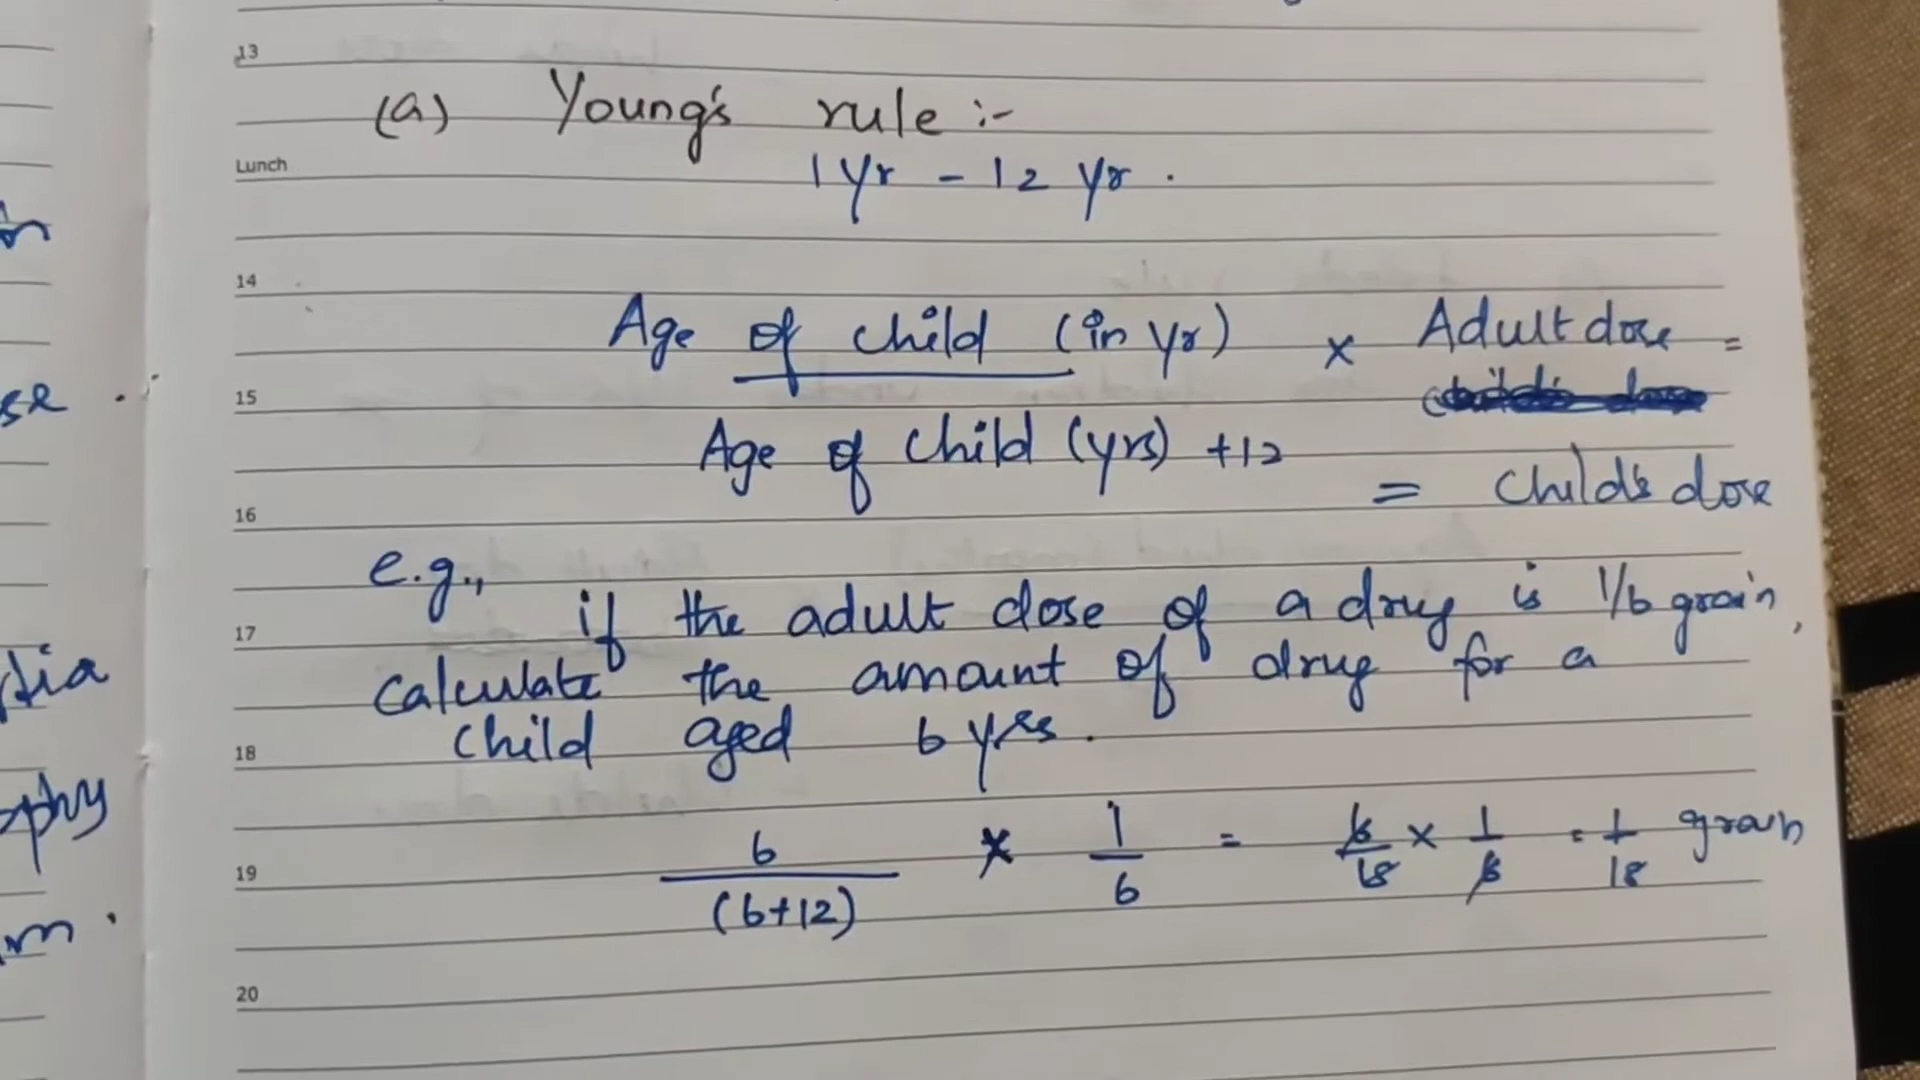 13
(a) Young's rule :-
Lunch
1 yr - 12 yr .
14
Age of child (in yr) × Adult dose =
15
Age of child (yrs) +12
= child's dose
16
e.g.,
if the adult dose of a drug is 1/6 grain,
17
calculate the amount of drug for a
child aged 6 yrs.
18
6 × 1 = 6 × 1 = 1 grain
19
(6+12) 6 18 6 18
20